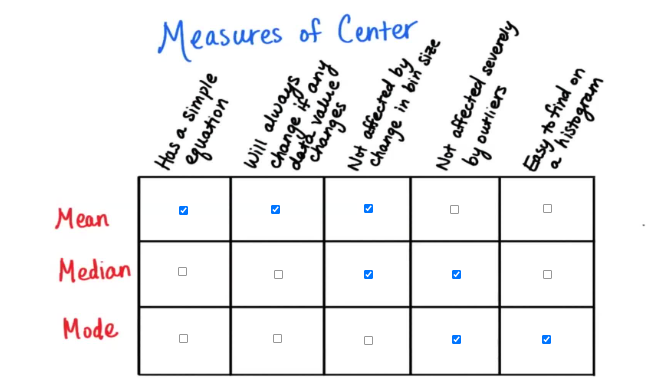 Measures of Center
Has a simple
equation
Will always
change if any
data value
changes
Not affected by
change in bin size
Not affected severely
by outliers
Easy to find on
a histogram
Mean
Median
Mode